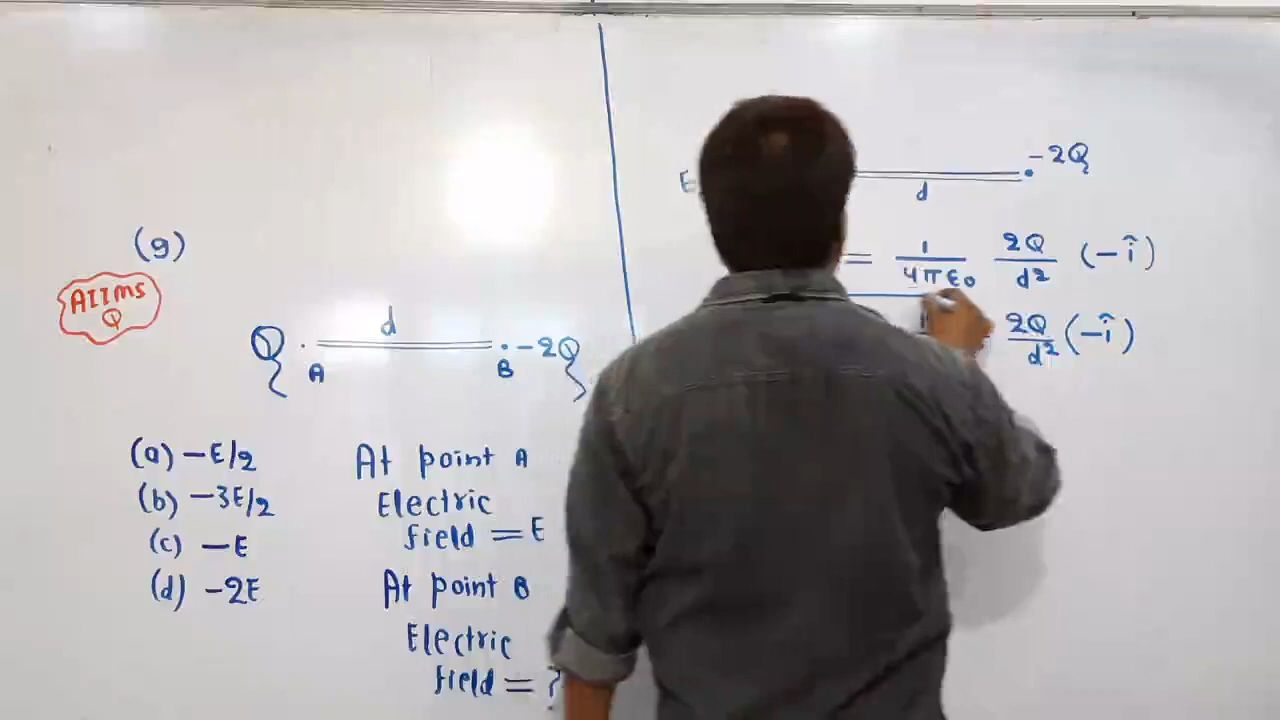 (9)
AIIMS
Q
Q . d . -2Q
A B
(a) -E/2
(b) -3E/2
(c) -E
(d) -2E
At point A
Electric
field = E
At point B
Electric
field = ?
E
d
. -2Q
= 1/4πε0 2Q/d² (-î)
2Q/d² (-î)